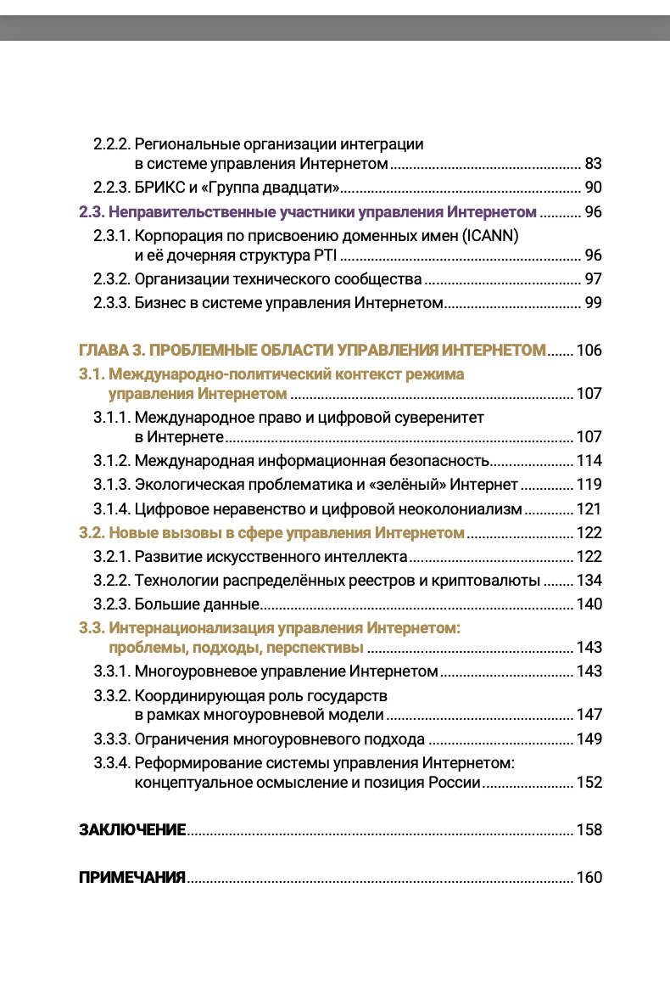 2.2.2. Региональные организации интеграции
в системе управления Интернетом.................................................. 83
2.2.3. БРИКС и «Группа двадцати»............................................................... 90
2.3. Неправительственные участники управления Интернетом ........... 96
2.3.1. Корпорация по присвоению доменных имен (ICANN)
и её дочерняя структура PTI ............................................................... 96
2.3.2. Организации технического сообщества ......................................... 97
2.3.3. Бизнес в системе управления Интернетом.................................... 99
ГЛАВА 3. ПРОБЛЕМНЫЕ ОБЛАСТИ УПРАВЛЕНИЯ ИНТЕРНЕТОМ....... 106
3.1. Международно-политический контекст режима
управления Интернетом .......................................................................... 107
3.1.1. Международное право и цифровой суверенитет
в Интернете........................................................................................... 107
3.1.2. Международная информационная безопасность...................... 114
3.1.3. Экологическая проблематика и «зелёный» Интернет .............. 119
3.1.4. Цифровое неравенство и цифровой неоколониализм ............. 121
3.2. Новые вызовы в сфере управления Интернетом ............................ 122
3.2.1. Развитие искусственного интеллекта........................................... 122
3.2.2. Технологии распределённых реестров и криптовалюты ........ 134
3.2.3. Большие данные.................................................................................. 140
3.3. Интернационализация управления Интернетом:
проблемы, подходы, перспективы ...................................................... 143
3.3.1. Многоуровневое управление Интернетом................................... 143
3.3.2. Координирующая роль государств
в рамках многоуровневой модели ................................................. 147
3.3.3. Ограничения многоуровневого подхода ...................................... 149
3.3.4. Реформирование системы управления Интернетом:
концептуальное осмысление и позиция России........................ 152
ЗАКЛЮЧЕНИЕ..................................................................................................... 158
ПРИМЕЧАНИЯ..................................................................................................... 160